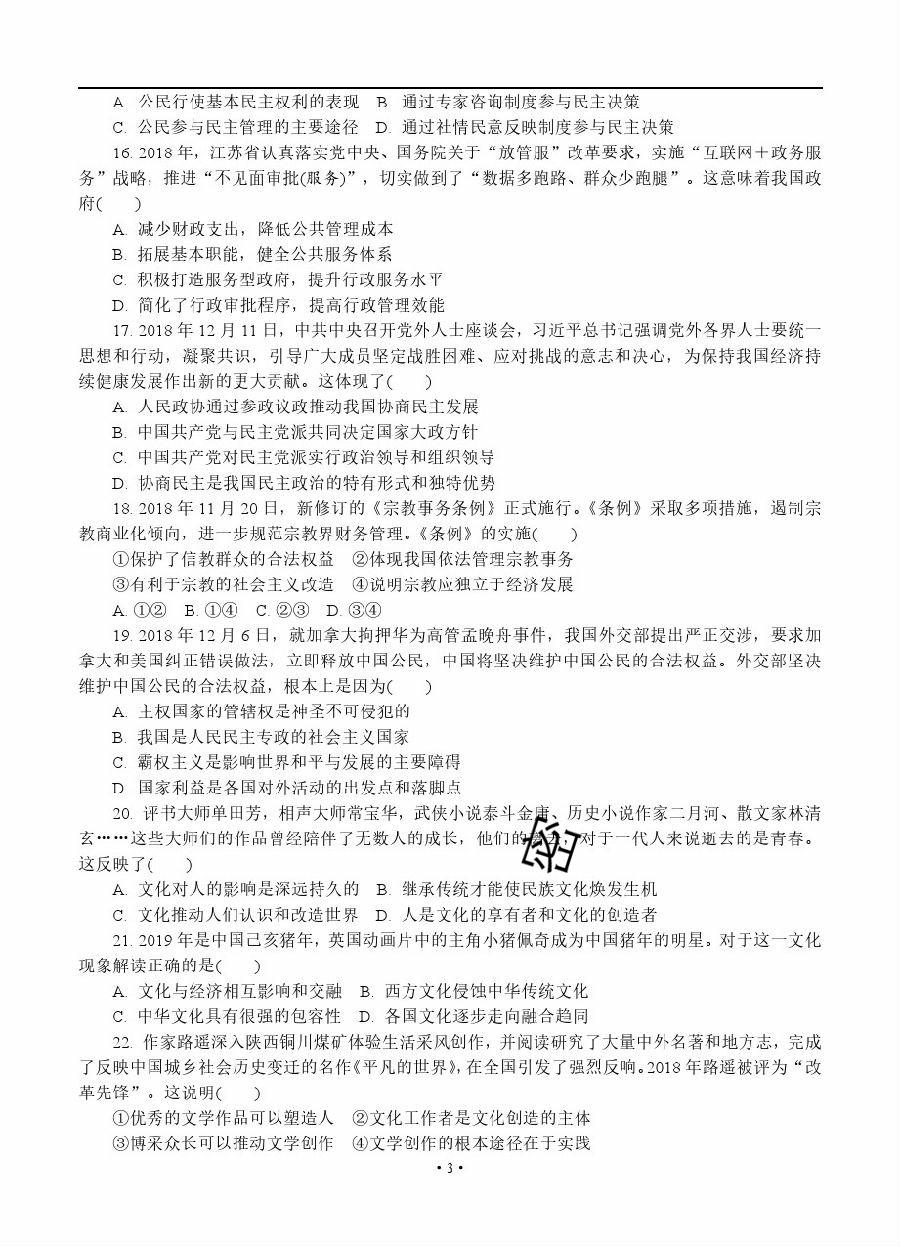 A 公民行使基本民主权利的表现 B 通过专家咨询制度参与民主决策
C. 公民参与民主管理的主要途径 D. 通过社情民意反映制度参与民主决策
16. 2018 年，江苏省认真落实党中央、国务院关于“放管服”改革要求，实施“互联网＋政务服
务”战略，推进“不见面审批(服务)”，切实做到了“数据多跑路、群众少跑腿”。这意味着我国政
府(　　)
A. 减少财政支出，降低公共管理成本
B. 拓展基本职能，健全公共服务体系
C. 积极打造服务型政府，提升行政服务水平
D. 简化了行政审批程序，提高行政管理效能
17. 2018 年 12 月 11 日，中共中央召开党外人士座谈会，习近平总书记强调党外各界人士要统一
思想和行动，凝聚共识，引导广大成员坚定战胜困难、应对挑战的意志和决心，为保持我国经济持
续健康发展作出新的更大贡献。这体现了(　　)
A. 人民政协通过参政议政推动我国协商民主发展
B. 中国共产党与民主党派共同决定国家大政方针
C. 中国共产党对民主党派实行政治领导和组织领导
D. 协商民主是我国民主政治的特有形式和独特优势
18. 2018 年 11 月 20 日，新修订的《宗教事务条例》正式施行。《条例》采取多项措施，遏制宗
教商业化倾向，进一步规范宗教界财务管理。《条例》的实施(　　)
①保护了信教群众的合法权益 ②体现我国依法管理宗教事务
③有利于宗教的社会主义改造 ④说明宗教应独立于经济发展
A. ①② B. ①④ C. ②③ D. ③④
19. 2018 年 12 月 6 日，就加拿大拘押华为高管孟晚舟事件，我国外交部提出严正交涉，要求加
拿大和美国纠正错误做法，立即释放中国公民，中国将坚决维护中国公民的合法权益。外交部坚决
维护中国公民的合法权益，根本上是因为(　　)
A. 主权国家的管辖权是神圣不可侵犯的
B. 我国是人民民主专政的社会主义国家
C. 霸权主义是影响世界和平与发展的主要障碍
D 国家利益是各国对外活动的出发点和落脚点
20. 评书大师单田芳，相声大师常宝华，武侠小说泰斗金庸、历史小说作家二月河、散文家林清
玄……这些大师们的作品曾经陪伴了无数人的成长，他们的离去，对于一代人来说逝去的是青春。
密
这反映了(　　)
A. 文化对人的影响是深远持久的 B. 继承传统才能使民族文化焕发生机
C. 文化推动人们认识和改造世界 D. 人是文化的享有者和文化的创造者
21. 2019 年是中国己亥猪年，英国动画片中的主角小猪佩奇成为中国猪年的明星。对于这一文化
现象解读正确的是(　　)
A. 文化与经济相互影响和交融 B. 西方文化侵蚀中华传统文化
C. 中华文化具有很强的包容性 D. 各国文化逐步走向融合趋同
22. 作家路遥深入陕西铜川煤矿体验生活采风创作，并阅读研究了大量中外名著和地方志，完成
了反映中国城乡社会历史变迁的名作《平凡的世界》，在全国引发了强烈反响。2018 年路遥被评为“改
革先锋”。这说明(　　)
①优秀的文学作品可以塑造人 ②文化工作者是文化创造的主体
③博采众长可以推动文学创作 ④文学创作的根本途径在于实践
• 3 •